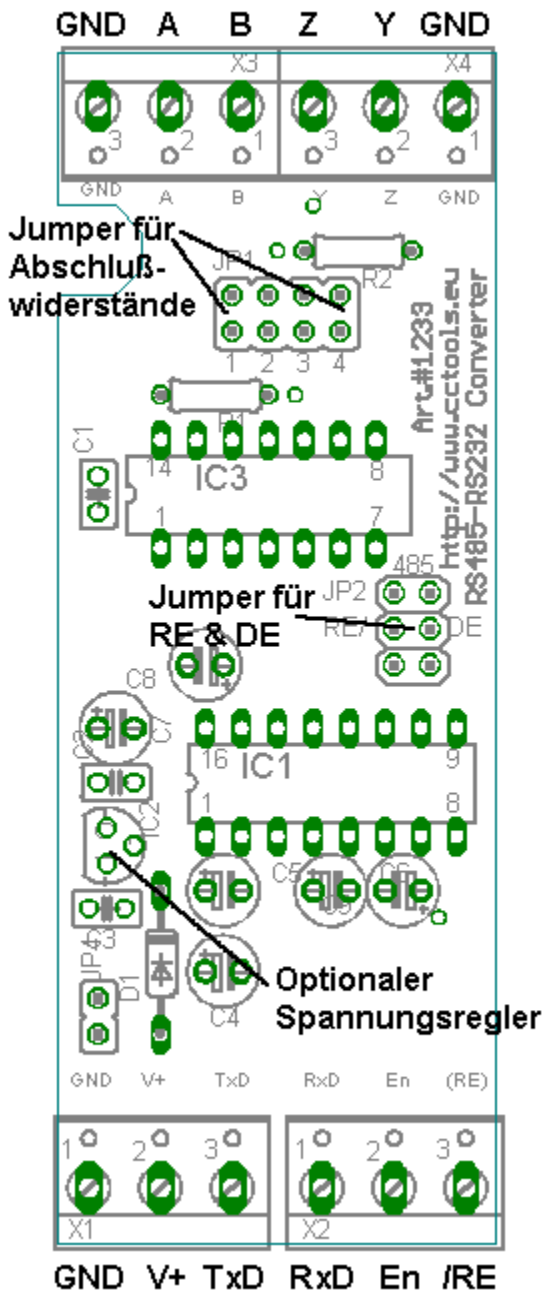 GND A B Z Y GND
X3 X4
3 2 1 3 2 1
GND A B Y Z GND
Jumper für
Abschluß-
widerstände
JP1
R2
1 2 3 4
R1
C1
14 8
IC3
1 7
Art#1233
http://www.cctools.eu
RS485-RS232 Converter
485
JP2
Jumper für
RE & DE
RE/ DE
C8
C7
16 9
IC1
1 8
IC2
C5
C4
D1
JP4
Optionaler
Spannungsregler
GND V+ TxD RxD En (RE)
1 2 3 1 2 3
X1 X2
GND V+ TxD RxD En /RE